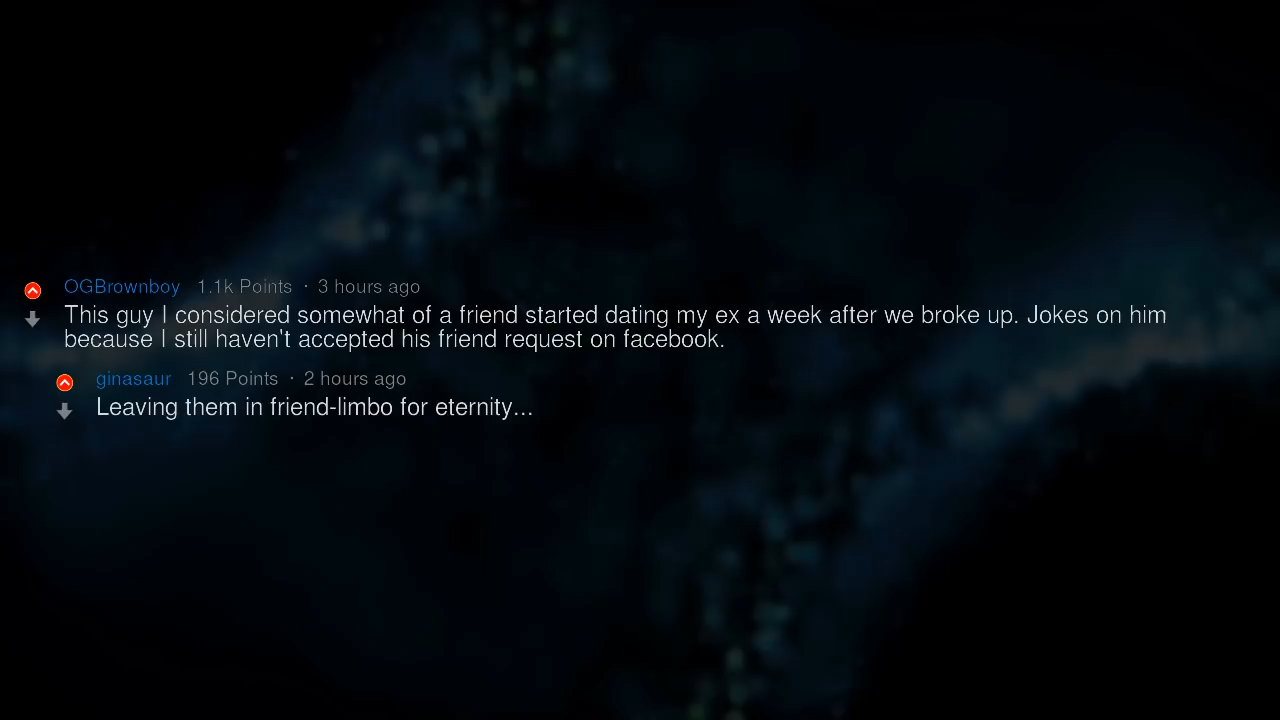 OGBrownboy 1.1k Points · 3 hours ago
This guy I considered somewhat of a friend started dating my ex a week after we broke up. Jokes on him
because I still haven't accepted his friend request on facebook.
ginasaur 196 Points · 2 hours ago
Leaving them in friend-limbo for eternity...